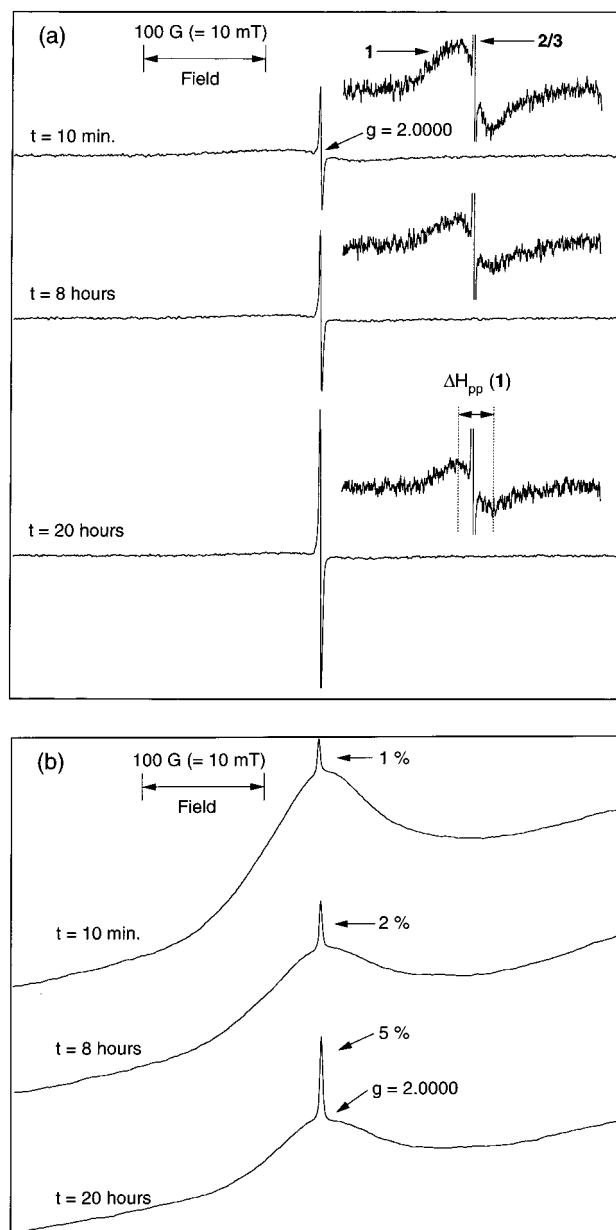 (a)
100 G (= 10 mT)
Field
1
2/3
g = 2.0000
t = 10 min.
t = 8 hours
ΔHpp (1)
t = 20 hours
(b)
100 G (= 10 mT)
Field
1 %
t = 10 min.
2 %
t = 8 hours
5 %
g = 2.0000
t = 20 hours